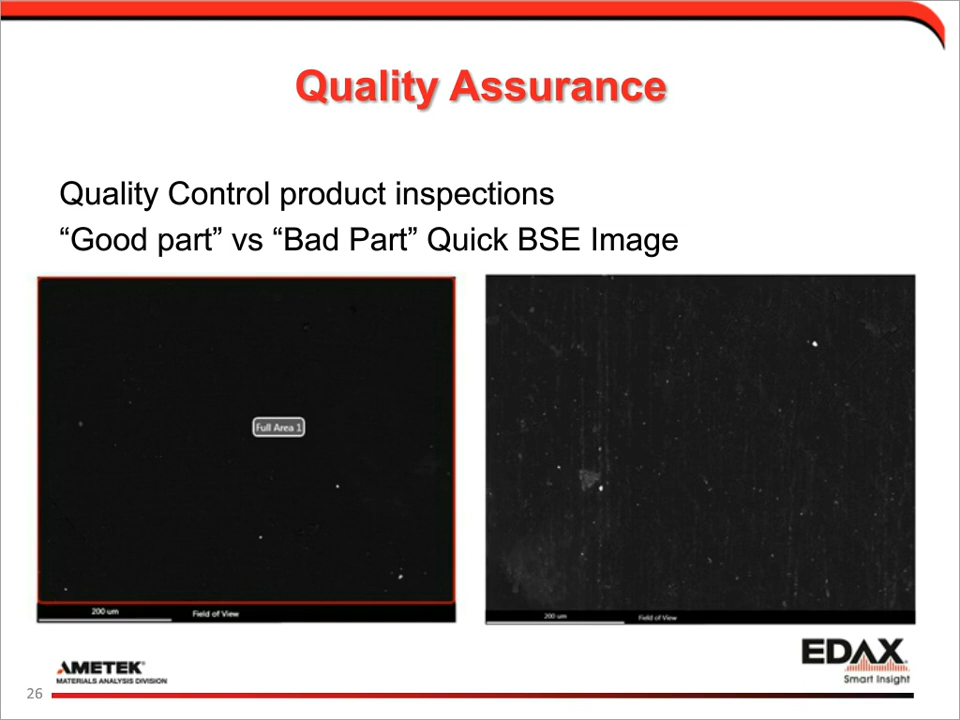 Quality Assurance
Quality Control product inspections
“Good part” vs “Bad Part” Quick BSE Image
Full Area 1
200 um Field of View
200 um Field of View
AMETEK®
MATERIALS ANALYSIS DIVISION
EDAX
Smart Insight
26